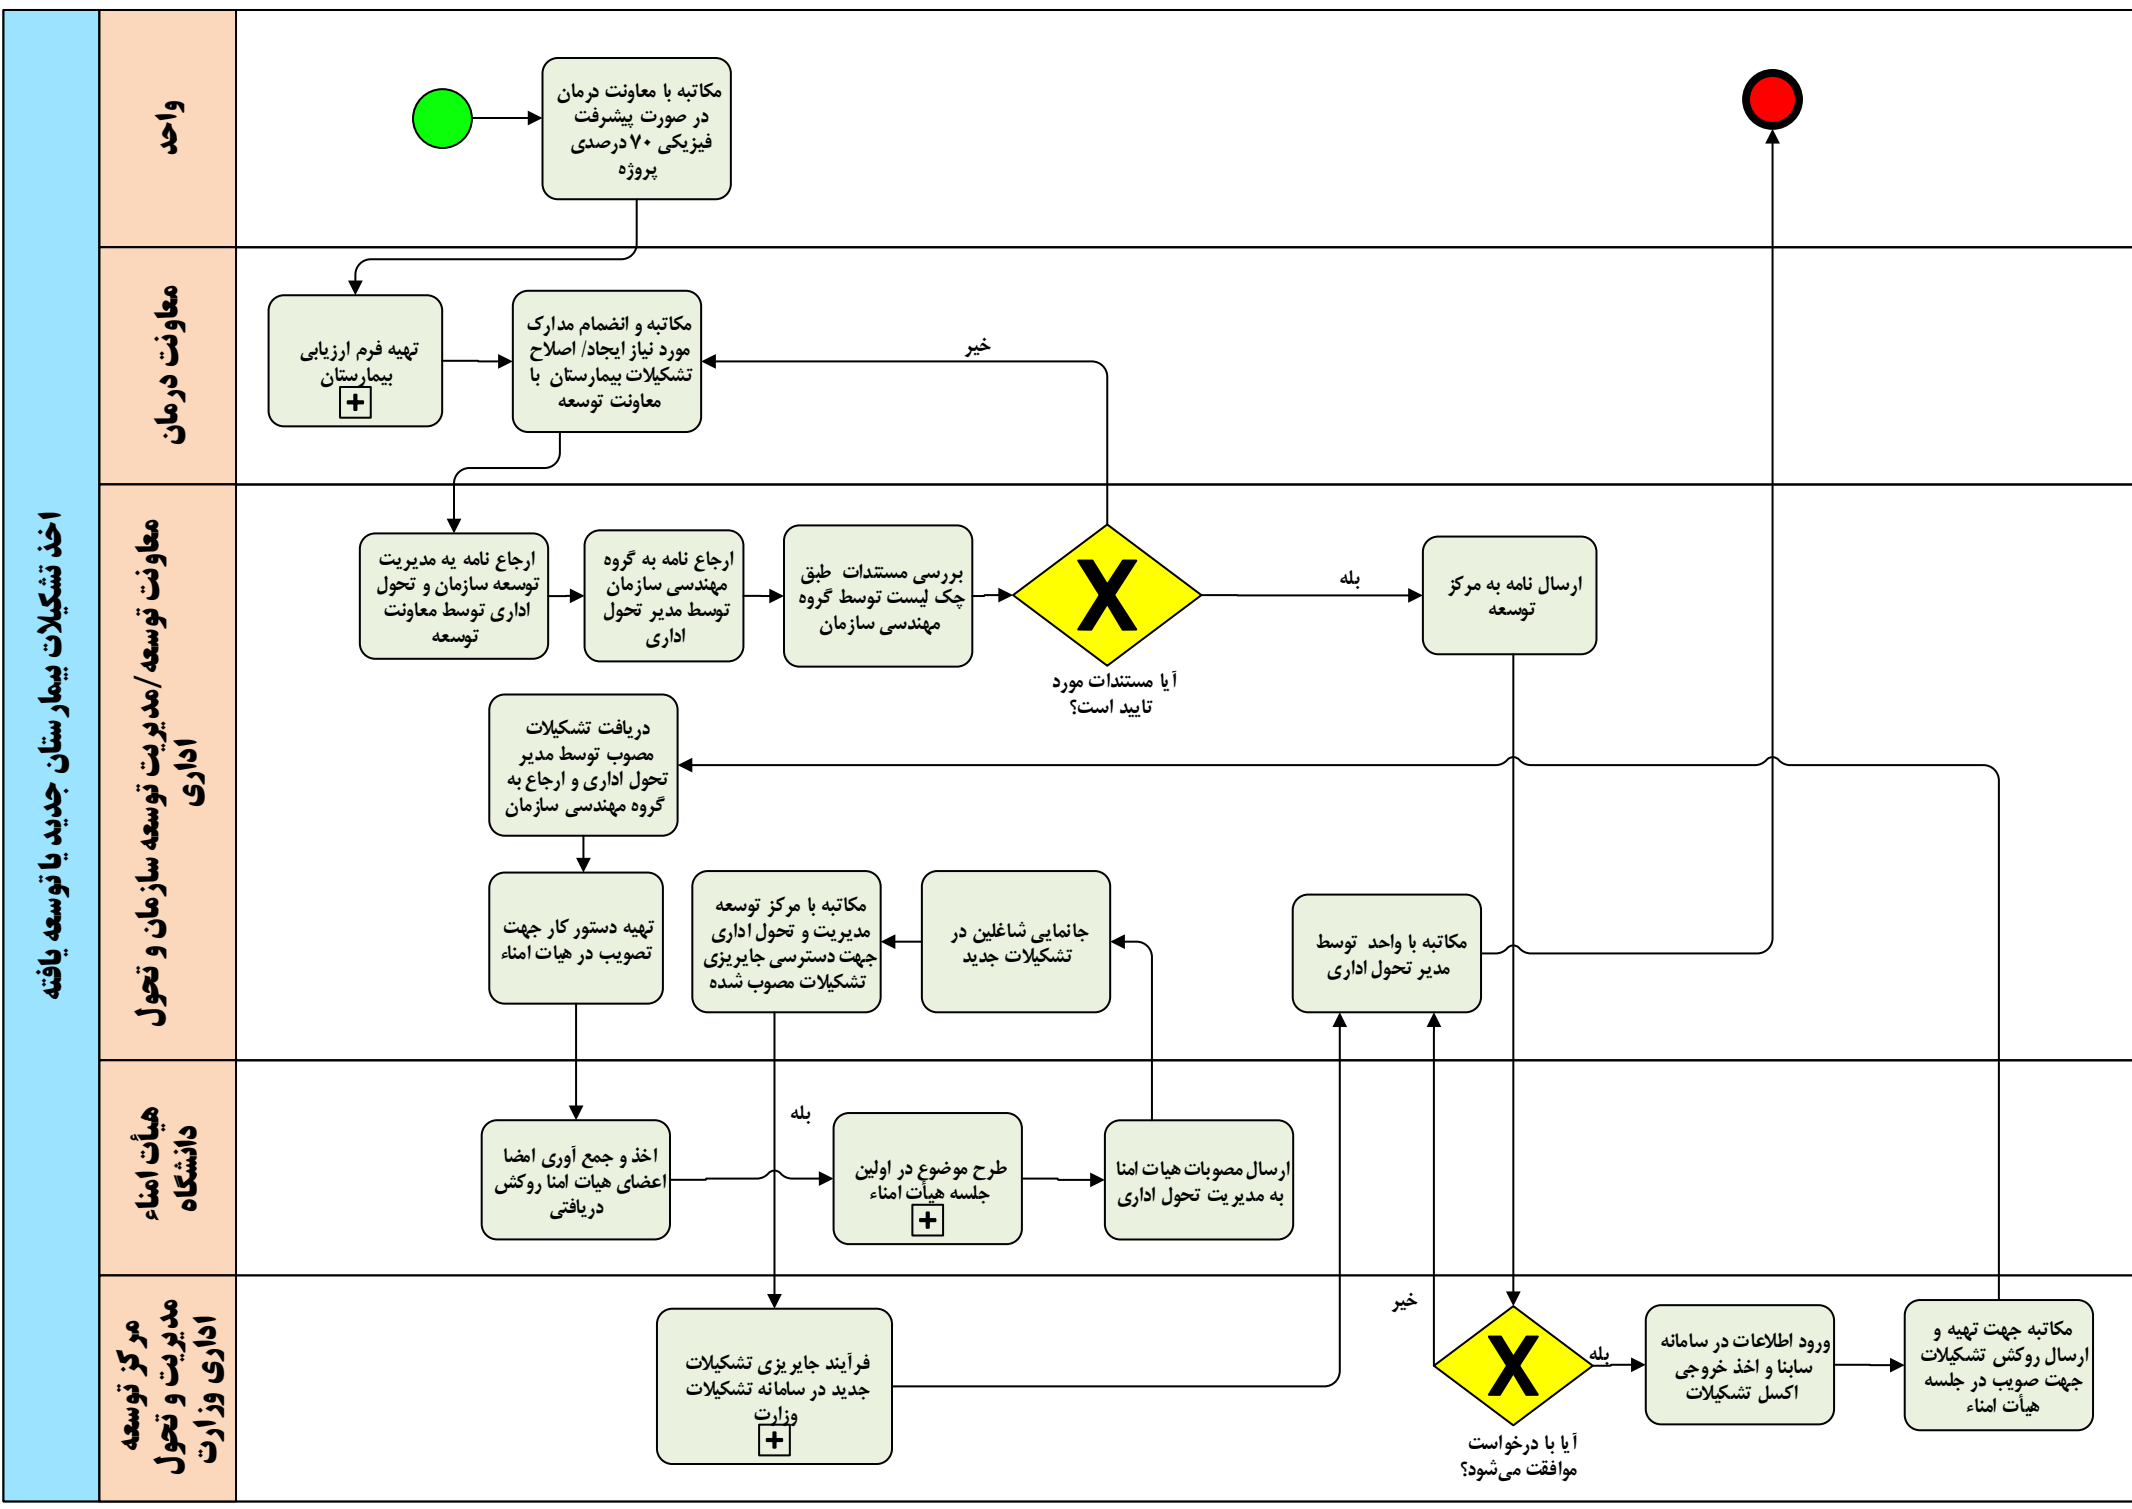 اخذ تشکیلات بیمارستان جدید یا توسعه یافته
واحد
مکاتبه با معاونت درمان
در صورت پیشرفت
فیزیکی ۷۰ درصدی
پروژه
معاونت درمان
تهیه فرم ارزیابی
بیمارستان
مکاتبه و انضمام مدارک
مورد نیاز ایجاد/ اصلاح
تشکیلات بیمارستان با
معاونت توسعه
خیر
معاونت توسعه /مدیریت توسعه سازمان و تحول
اداری
ارجاع نامه یه مدیریت
توسعه سازمان و تحول
اداری توسط معاونت
توسعه
ارجاع نامه به گروه
مهندسی سازمان
توسط مدیر تحول
اداری
بررسی مستندات طبق
چک لیست توسط گروه
مهندسی سازمان
آیا مستندات مورد
تایید است؟
بله
ارسال نامه به مرکز
توسعه
دریافت تشکیلات
مصوب توسط مدیر
تحول اداری و ارجاع به
گروه مهندسی سازمان
تهیه دستور کار جهت
تصویب در هیات امناء
مکاتبه با مرکز توسعه
مدیریت و تحول اداری
جهت دسترسی جایریزی
تشکیلات مصوب شده
جانمایی شاغلین در
تشکیلات جدید
مکاتبه با واحد توسط
مدیر تحول اداری
هیأت امناء
دانشگاه
اخذ و جمع آوری امضا
اعضای هیات امنا روکش
دریافتی
بله
طرح موضوع در اولین
جلسه هیأت امناء
ارسال مصوبات هیات امنا
به مدیریت تحول اداری
مرکز توسعه
مدیریت و تحول
اداری وزارت
فرآیند جایریزی تشکیلات
جدید در سامانه تشکیلات
وزارت
خیر
آیا با درخواست
موافقت می‌شود؟
بله
ورود اطلاعات در سامانه
ساینا و اخذ خروجی
اکسل تشکیلات
مکاتبه جهت تهیه و
ارسال روکش تشکیلات
جهت صویب در جلسه
هیأت امناء